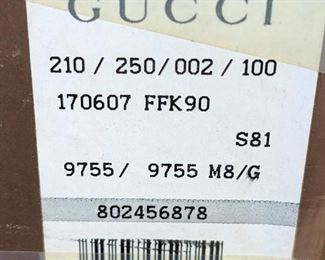 GUCCI
210 / 250/ 002 / 100
170607 FFK90
S81
9755/ 9755 M8/G
802456878